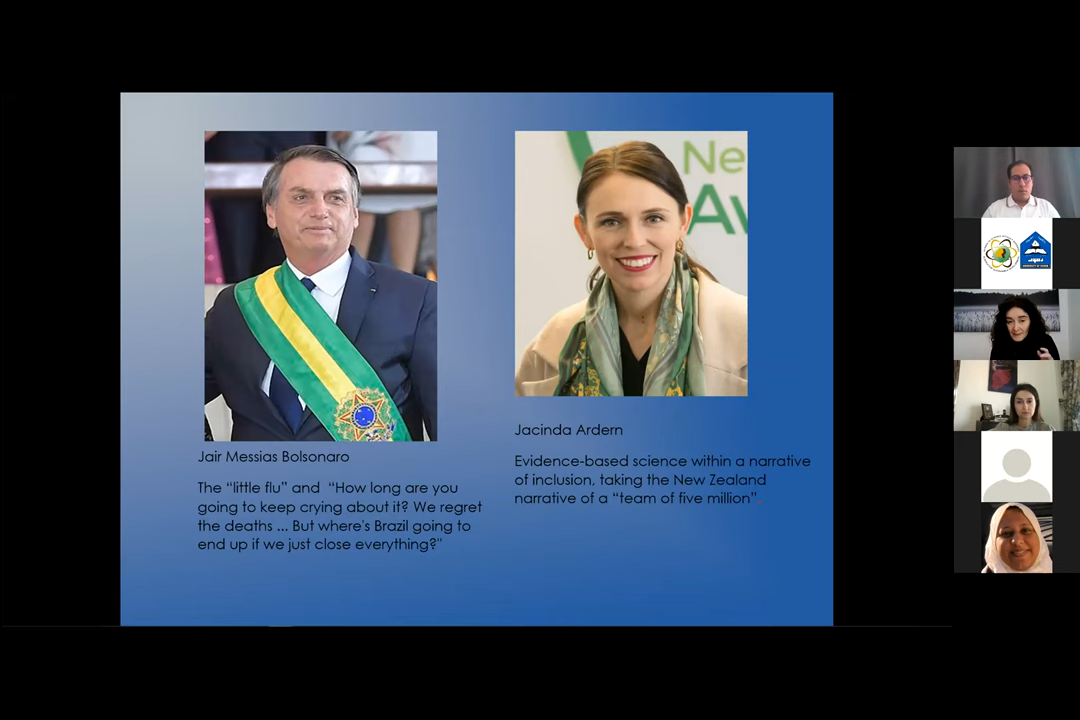 Ne
Av
Jair Messias Bolsonaro
The “little flu” and “How long are you
going to keep crying about it? We regret
the deaths ... But where's Brazil going to
end up if we just close everything?"
Jacinda Ardern
Evidence-based science within a narrative
of inclusion, taking the New Zealand
narrative of a “team of five million”.